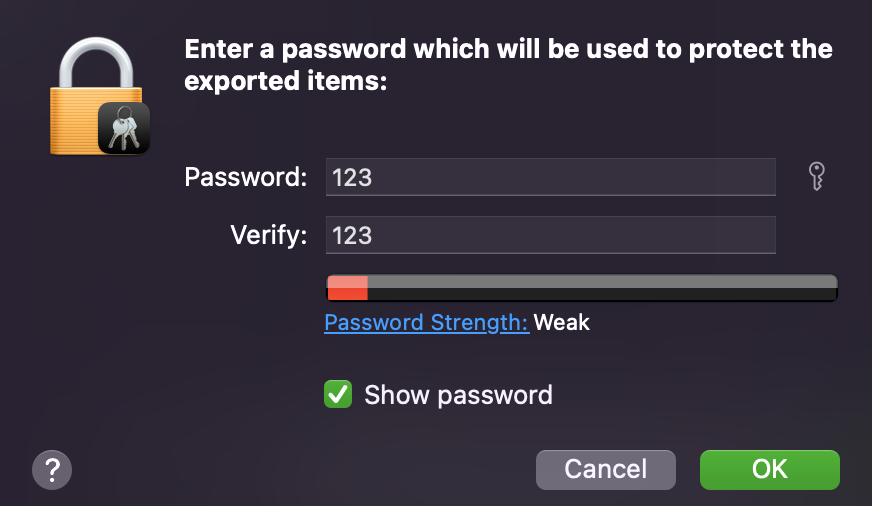 Enter a password which will be used to protect the
exported items:
Password: 123
Verify: 123
Password Strength: Weak
Show password
? Cancel OK